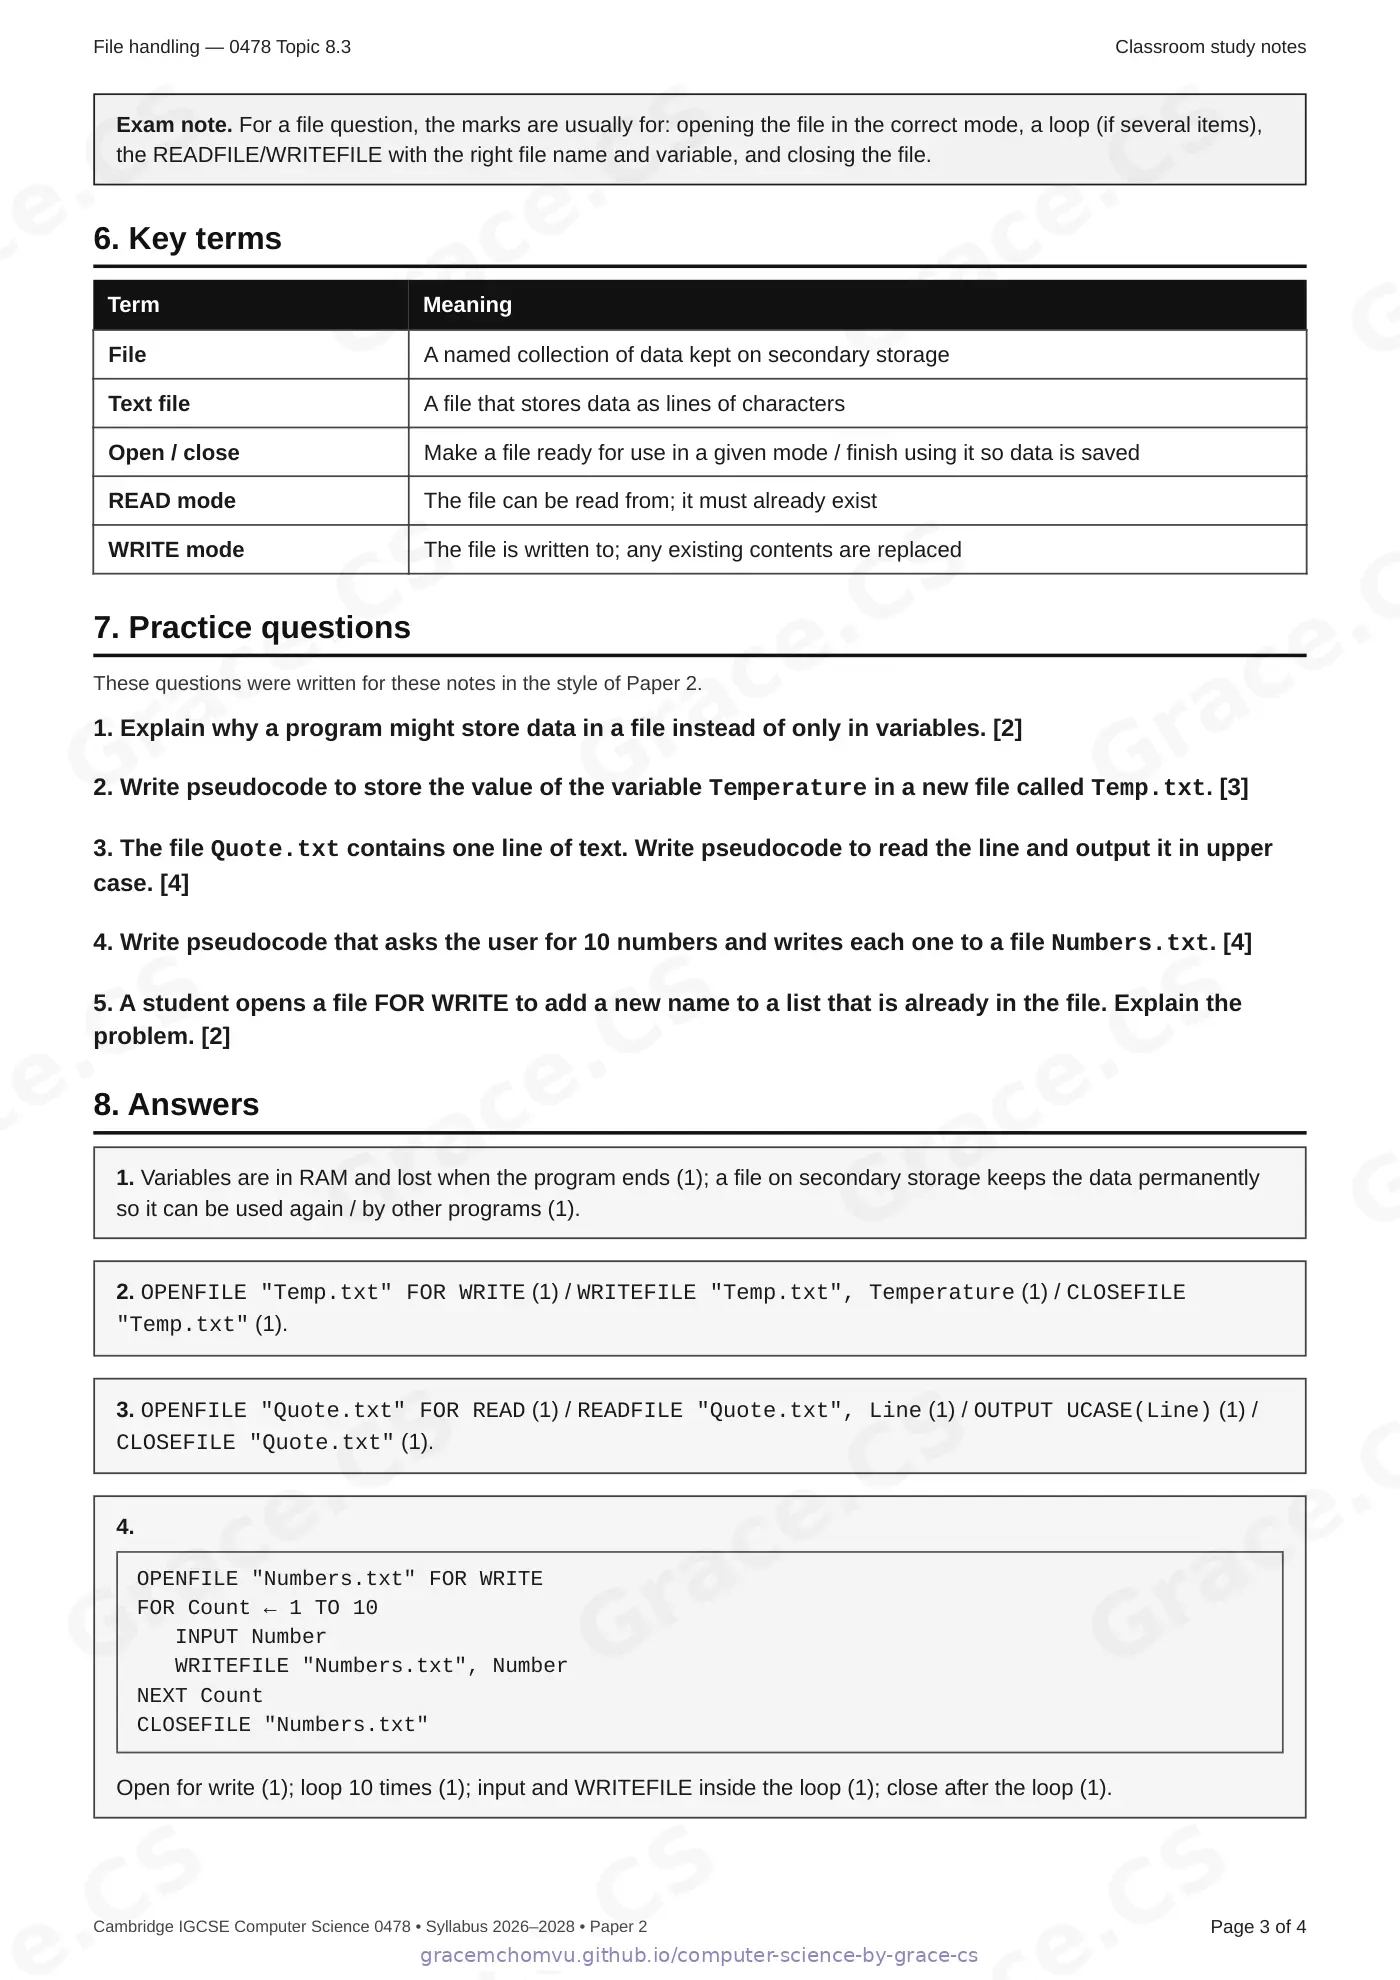 File handling — 0478 Topic 8.3
Classroom study notes
Exam note. For a file question, the marks are usually for: opening the file in the correct mode, a loop (if several items),
the READFILE/WRITEFILE with the right file name and variable, and closing the file.
6. Key terms
Term Meaning
File A named collection of data kept on secondary storage
Text file A file that stores data as lines of characters
Open / close Make a file ready for use in a given mode / finish using it so data is saved
READ mode The file can be read from; it must already exist
WRITE mode The file is written to; any existing contents are replaced
7. Practice questions
These questions were written for these notes in the style of Paper 2.
1. Explain why a program might store data in a file instead of only in variables. [2]
2. Write pseudocode to store the value of the variable Temperature in a new file called Temp.txt. [3]
3. The file Quote.txt contains one line of text. Write pseudocode to read the line and output it in upper
case. [4]
4. Write pseudocode that asks the user for 10 numbers and writes each one to a file Numbers.txt. [4]
5. A student opens a file FOR WRITE to add a new name to a list that is already in the file. Explain the
problem. [2]
8. Answers
1. Variables are in RAM and lost when the program ends (1); a file on secondary storage keeps the data permanently
so it can be used again / by other programs (1).
2. OPENFILE "Temp.txt" FOR WRITE (1) / WRITEFILE "Temp.txt", Temperature (1) / CLOSEFILE
"Temp.txt" (1).
3. OPENFILE "Quote.txt" FOR READ (1) / READFILE "Quote.txt", Line (1) / OUTPUT UCASE(Line) (1) /
CLOSEFILE "Quote.txt" (1).
4.
OPENFILE "Numbers.txt" FOR WRITE
FOR Count ← 1 TO 10
   INPUT Number
   WRITEFILE "Numbers.txt", Number
NEXT Count
CLOSEFILE "Numbers.txt"
Open for write (1); loop 10 times (1); input and WRITEFILE inside the loop (1); close after the loop (1).
Cambridge IGCSE Computer Science 0478 • Syllabus 2026–2028 • Paper 2
Page 3 of 4
gracemchomvu.github.io/computer-science-by-grace-cs
Grace.CS